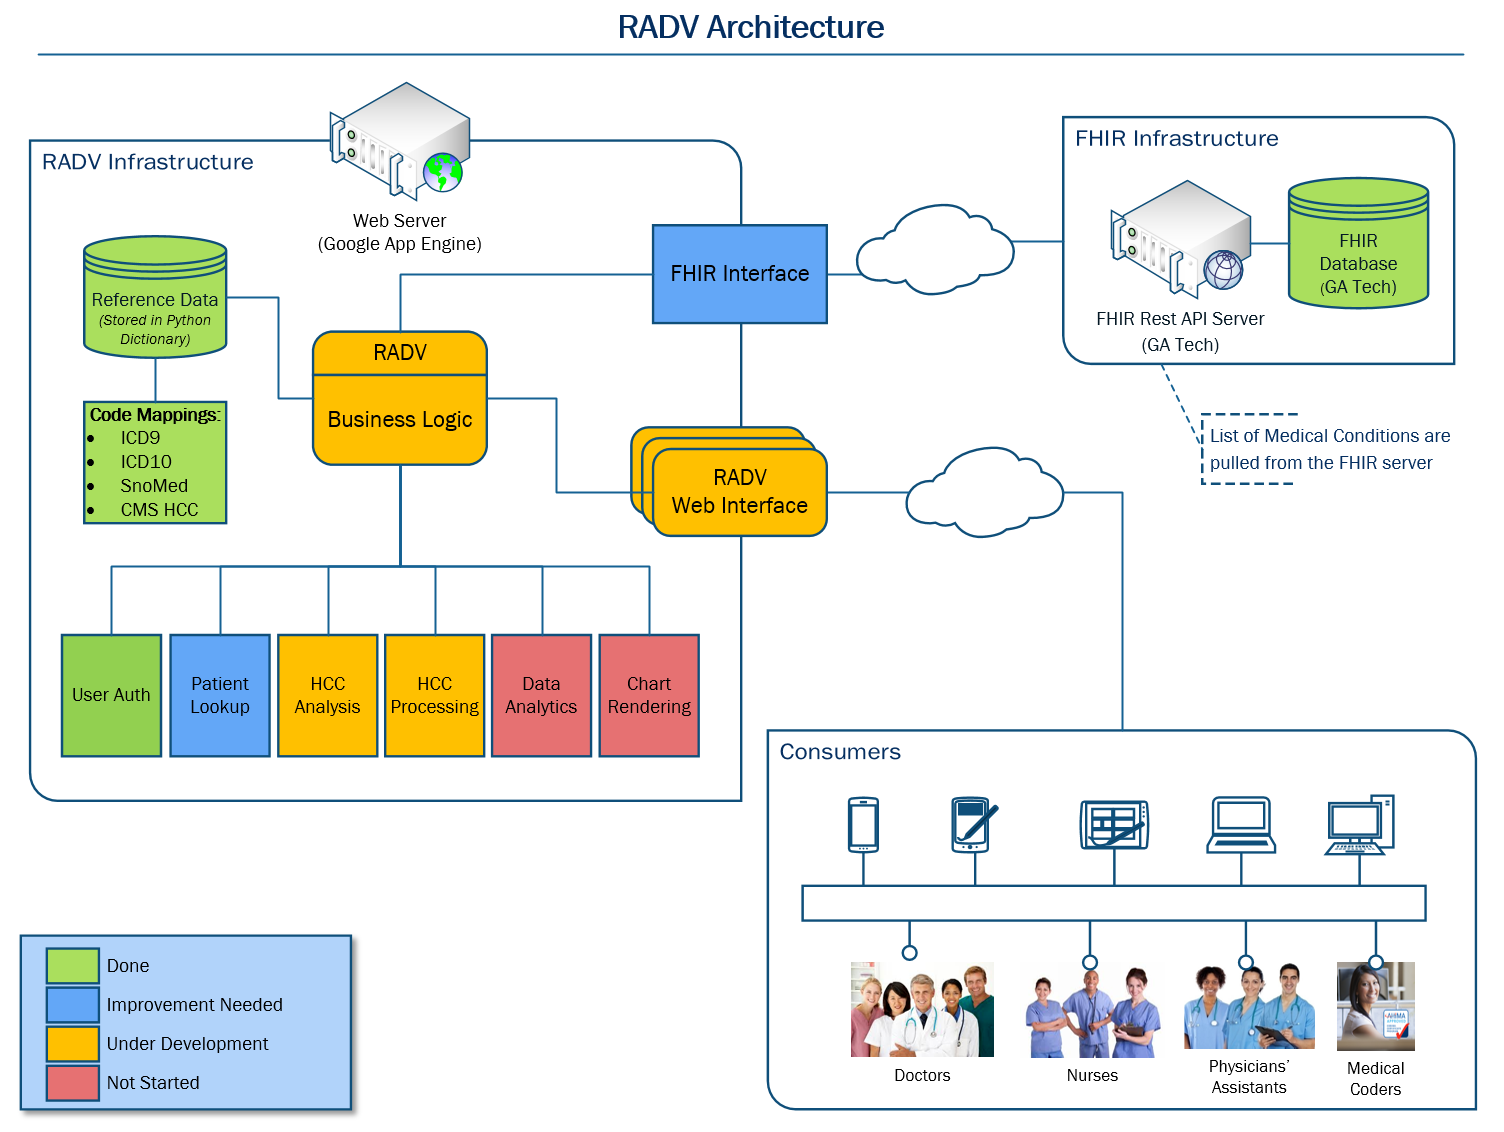 RADV Architecture
RADV Infrastructure
Web Server
(Google App Engine)
Reference Data
(Stored in Python
Dictionary)
Code Mappings:
• ICD9
• ICD10
• SnoMed
• CMS HCC
RADV
Business Logic
FHIR Interface
RADV
Web Interface
User Auth
Patient
Lookup
HCC
Analysis
HCC
Processing
Data
Analytics
Chart
Rendering
FHIR Infrastructure
FHIR Rest API Server
(GA Tech)
FHIR
Database
(GA Tech)
List of Medical Conditions are
pulled from the FHIR server
Consumers
AHIMA
Doctors
Nurses
Physicians’
Assistants
Medical
Coders
Done
Improvement Needed
Under Development
Not Started